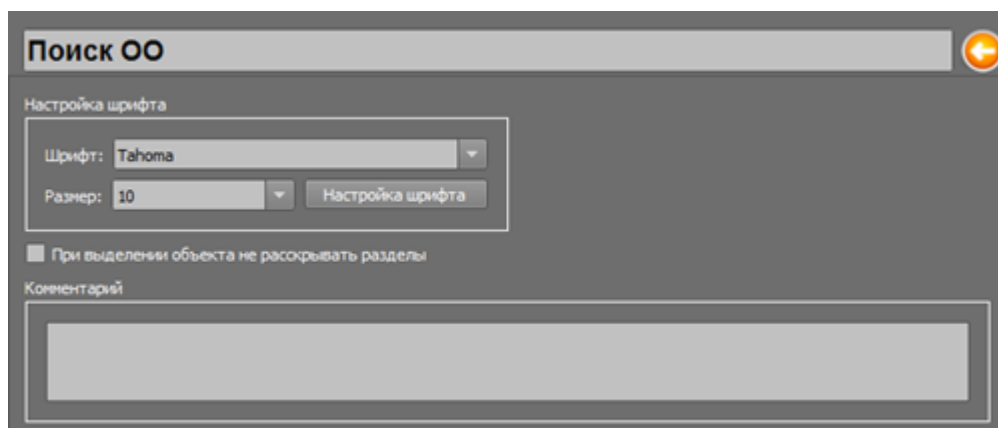 Поиск ОО
Настройка шрифта
Шрифт: Tahoma
Размер: 10 Настройка шрифта
При выделении объекта не раскрывать разделы
Комментарий